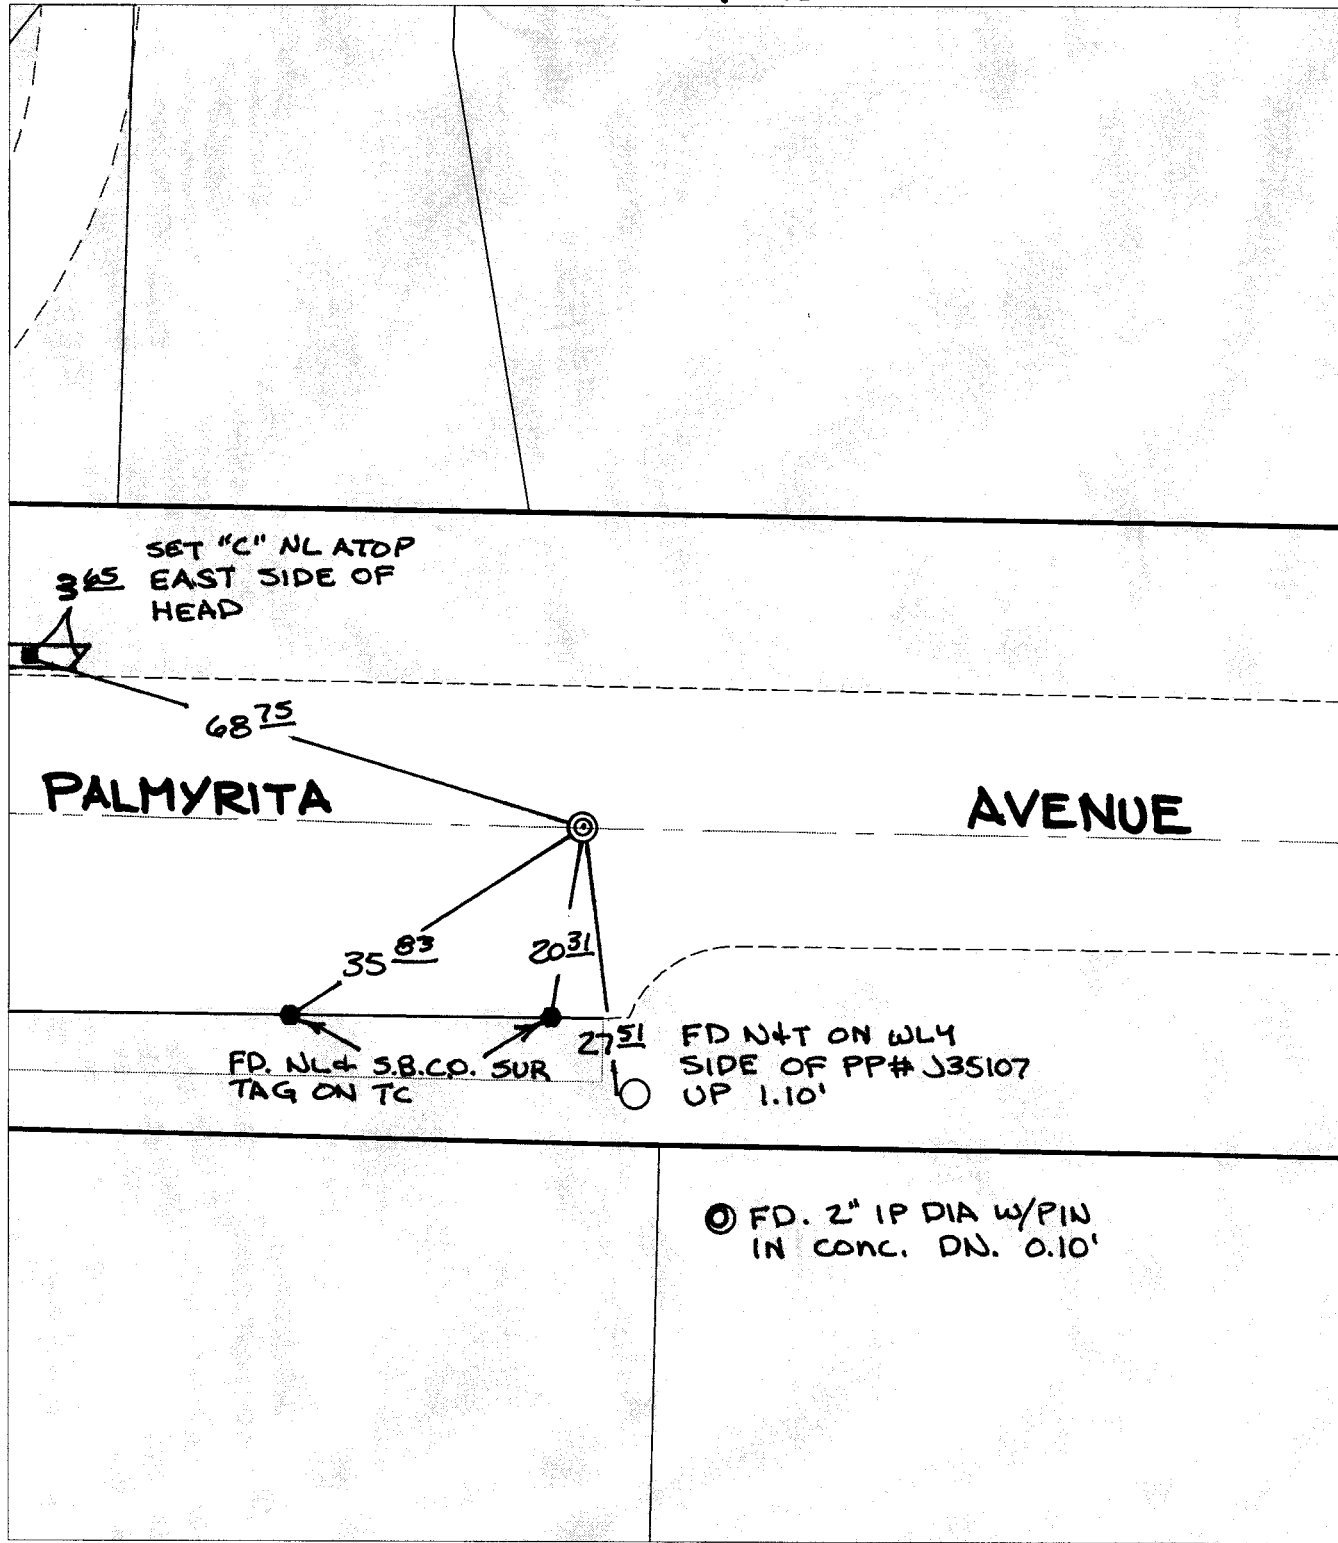 SET "C" NL ATOP
3 65 EAST SIDE OF
HEAD
68 75
PALMYRITA AVENUE
35 83
20 31
27 51
FD N&T ON WLY
SIDE OF PP# J35107
UP 1.10'
FD. NL& S.B.CO. SUR
TAG ON TC
FD. 2" IP DIA W/PIN
IN CONC. DN. 0.10'